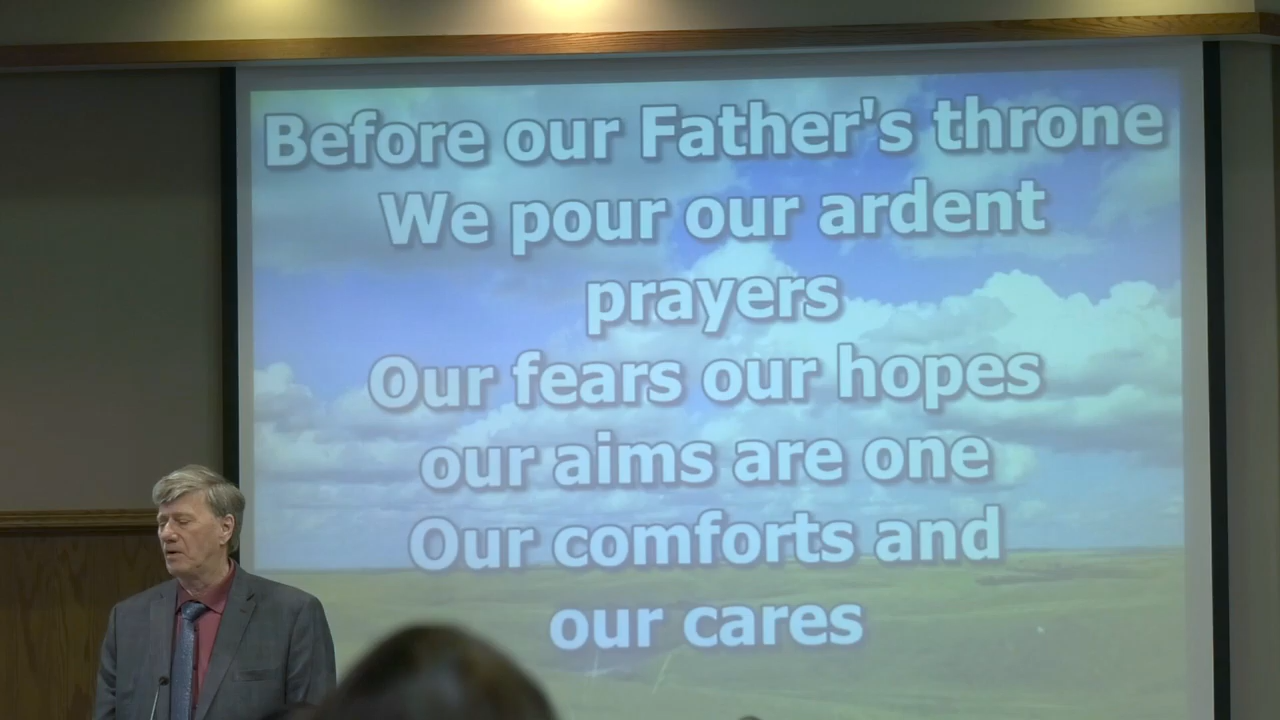 Before our Father's throne
We pour our ardent
prayers
Our fears our hopes
our aims are one
Our comforts and
our cares